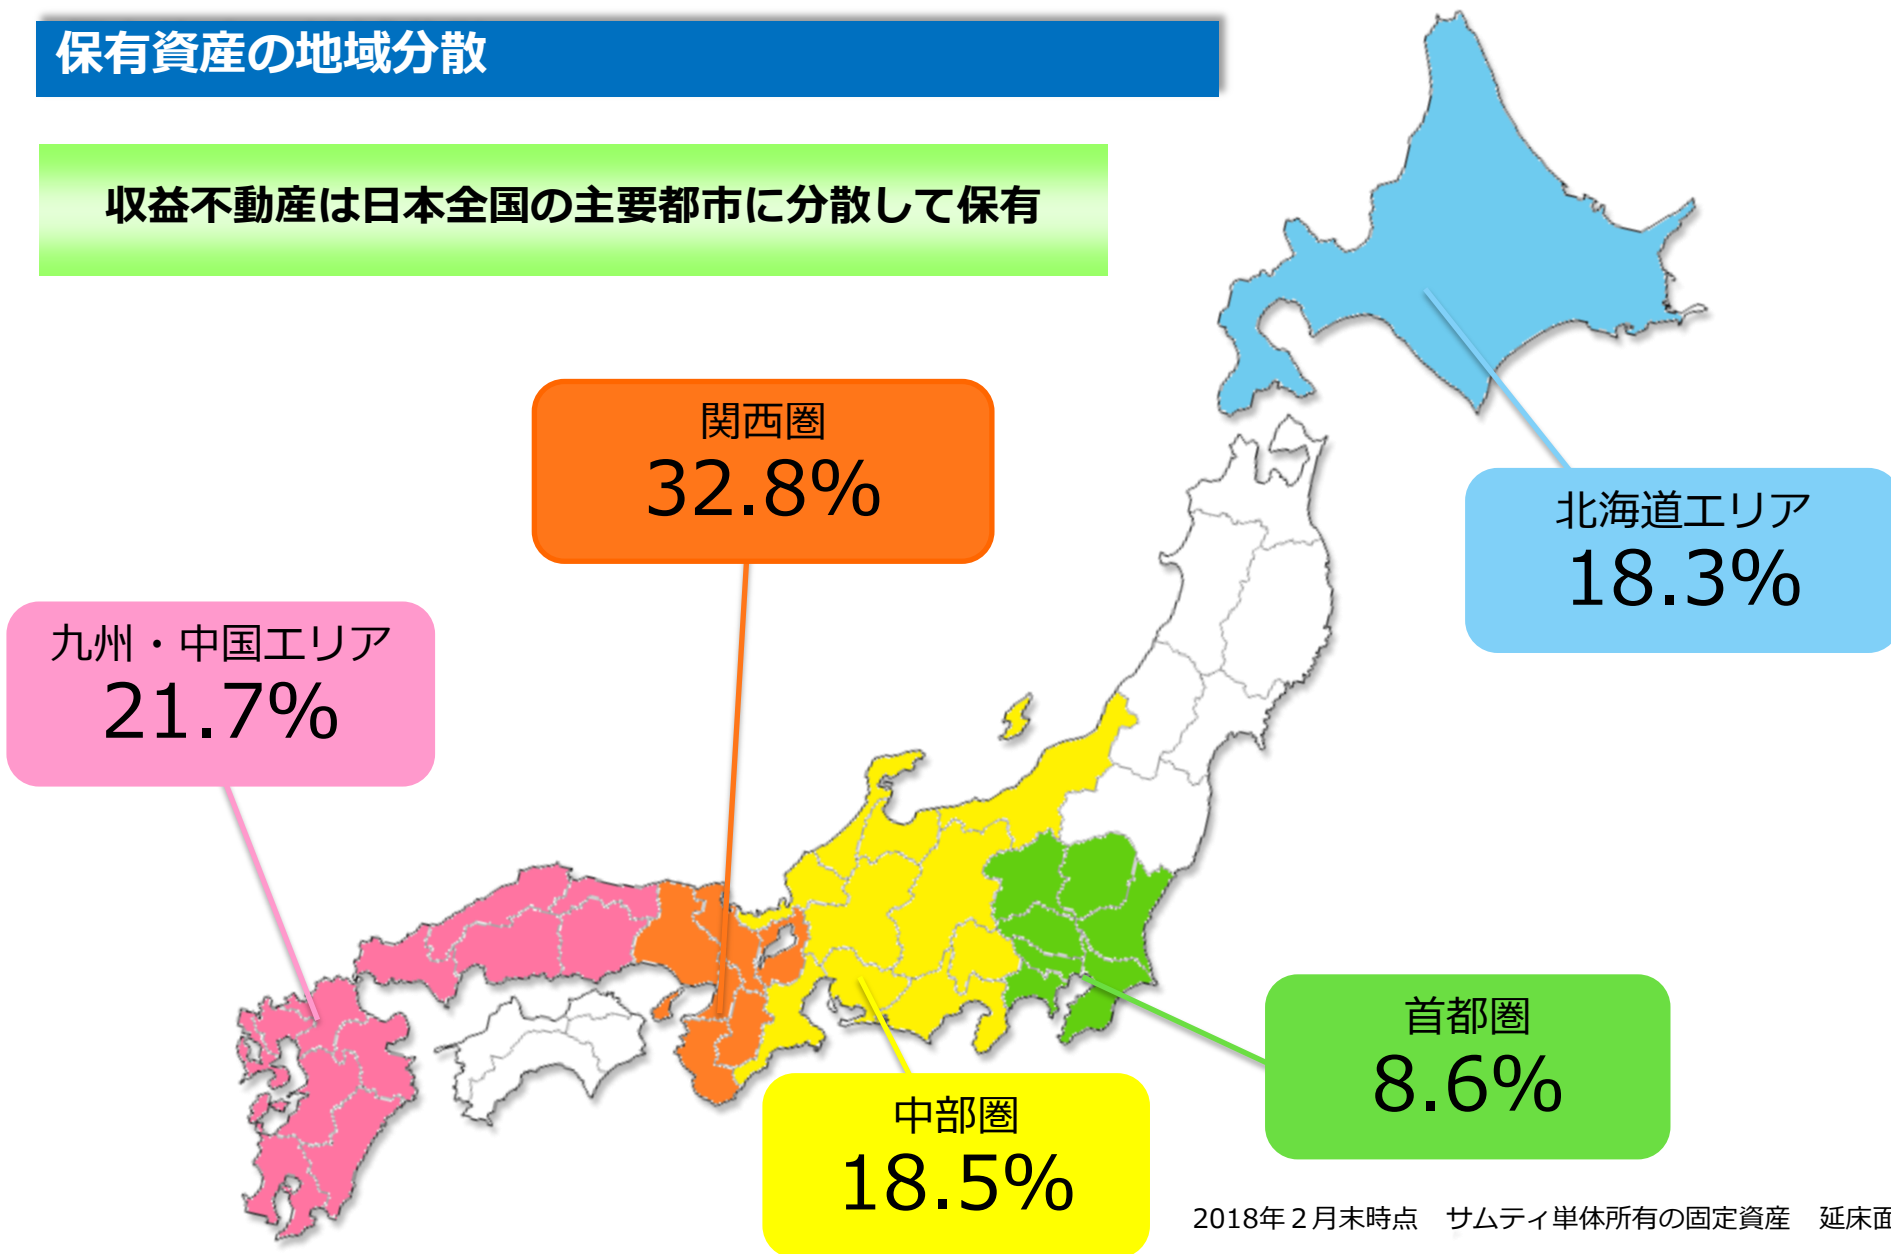 保有資産の地域分散
収益不動産は日本全国の主要都市に分散して保有
関西圏
32.8%
北海道エリア
18.3%
九州・中国エリア
21.7%
首都圏
8.6%
中部圏
18.5%
2018年２月末時点　サムティ単体所有の固定資産　延床面